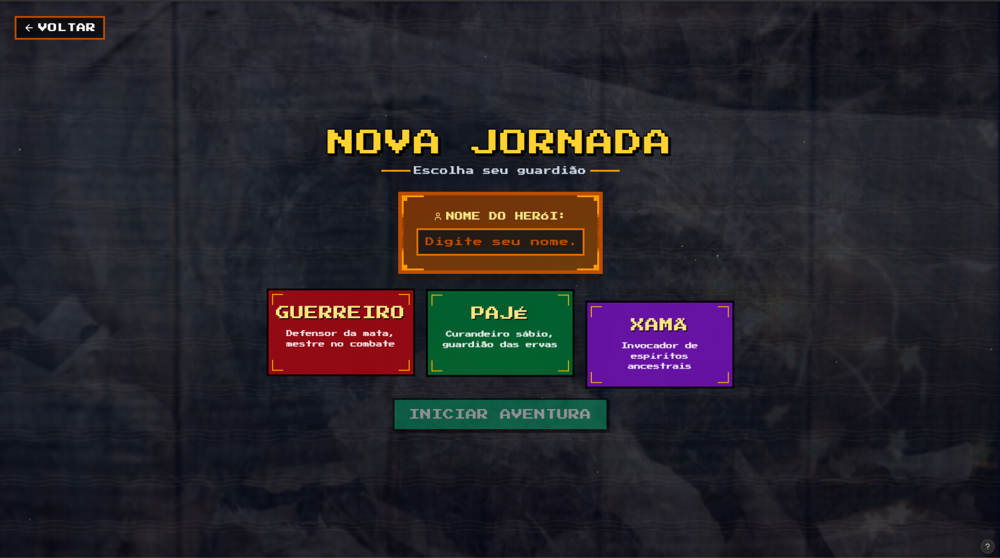 ← VOLTAR
NOVA JORNADA
Escolha seu guardião
NOME DO HERóI:
Digite seu nome.
GUERREIRO
Defensor da mata,
mestre no combate
PAJé
Curandeiro sábio,
guardião das ervas
XAMã
Invocador de
espíritos
ancestrais
INICIAR AVENTURA
?